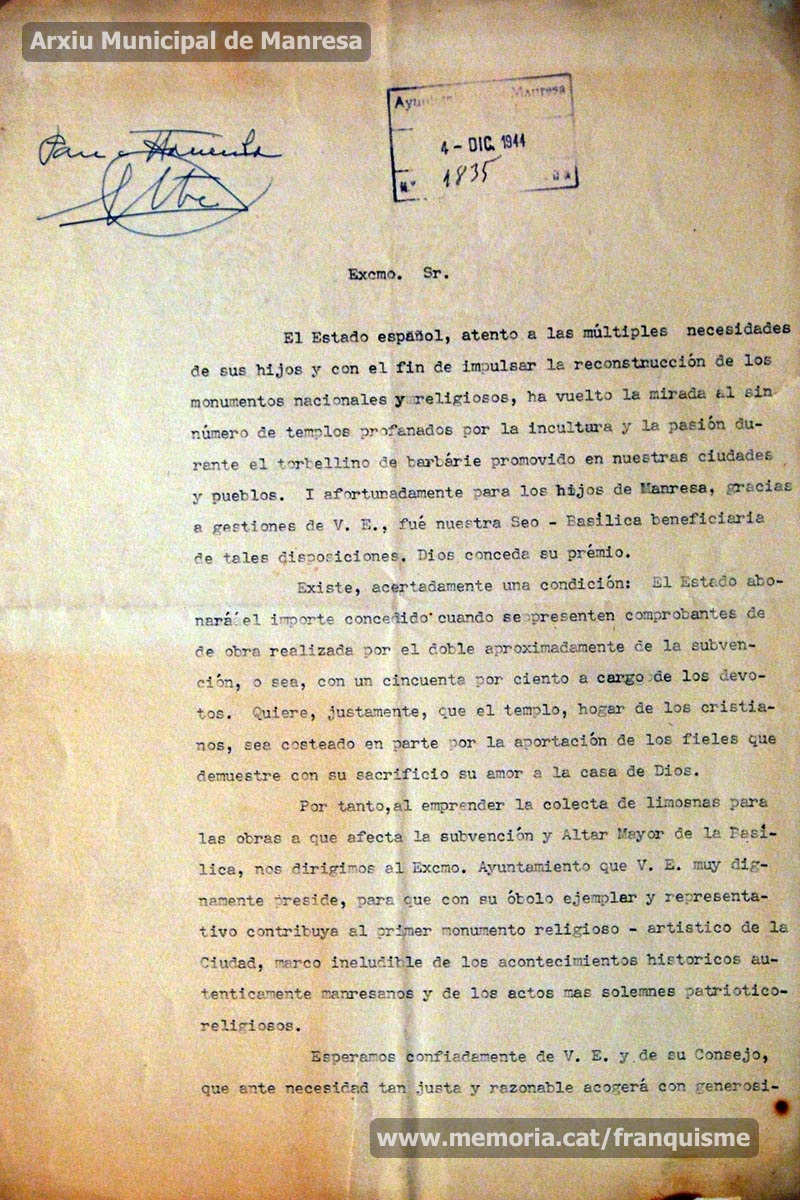 Arxiu Municipal de Manresa
Manresa
4 - DIC. 1944
N.º 1835
Excmo. Sr.
El Estado español, atento a las múltiples necesidades
de sus hijos y con el fin de impulsar la reconstrucción de los
monumentos nacionales y religiosos, ha vuelto la mirada al sin
número de templos profanados por la incultura y la pasión du-
rante el torbellino de barbárie promovido en nuestras ciudades
y pueblos. I afortunadamente para los hijos de Manresa, gracias
a gestiones de V. E., fué nuestra Seo - Basilica beneficiaria
de tales disposiciones. Dios conceda su prémio.
Existe, acertadamente una condición: El Estado abo-
nará el importe concedido cuando se presenten comprobantes de
de obra realizada por el doble aproximadamente de la subven-
ción, o sea, con un cincuenta por ciento a cargo de los devo-
tos. Quiere, justamente, que el templo, hogar de los cristia-
nos, sea costeado en parte por la aportación de los fieles que
demuestre con su sacrificio su amor a la casa de Dios.
Por tanto, al emprender la colecta de limosnas para
las obras a que afecta la subvención y Altar Mayor de la Basí-
lica, nos dirigimos al Excmo. Ayuntamiento que V. E. muy dig-
namente preside, para que con su óbolo ejemplar y representa-
tivo contribuya al primer monumento religioso - artistico de la
Ciudad, marco ineludible de los acontecimientos historicos au-
tenticamente manresanos y de los actos mas solemnes patriotico-
religiosos.
Esperamos confiadamente de V. E. y de su Consejo,
que ante necesidad tan justa y razonable acogerá con generosi-
www.memoria.cat/franquisme